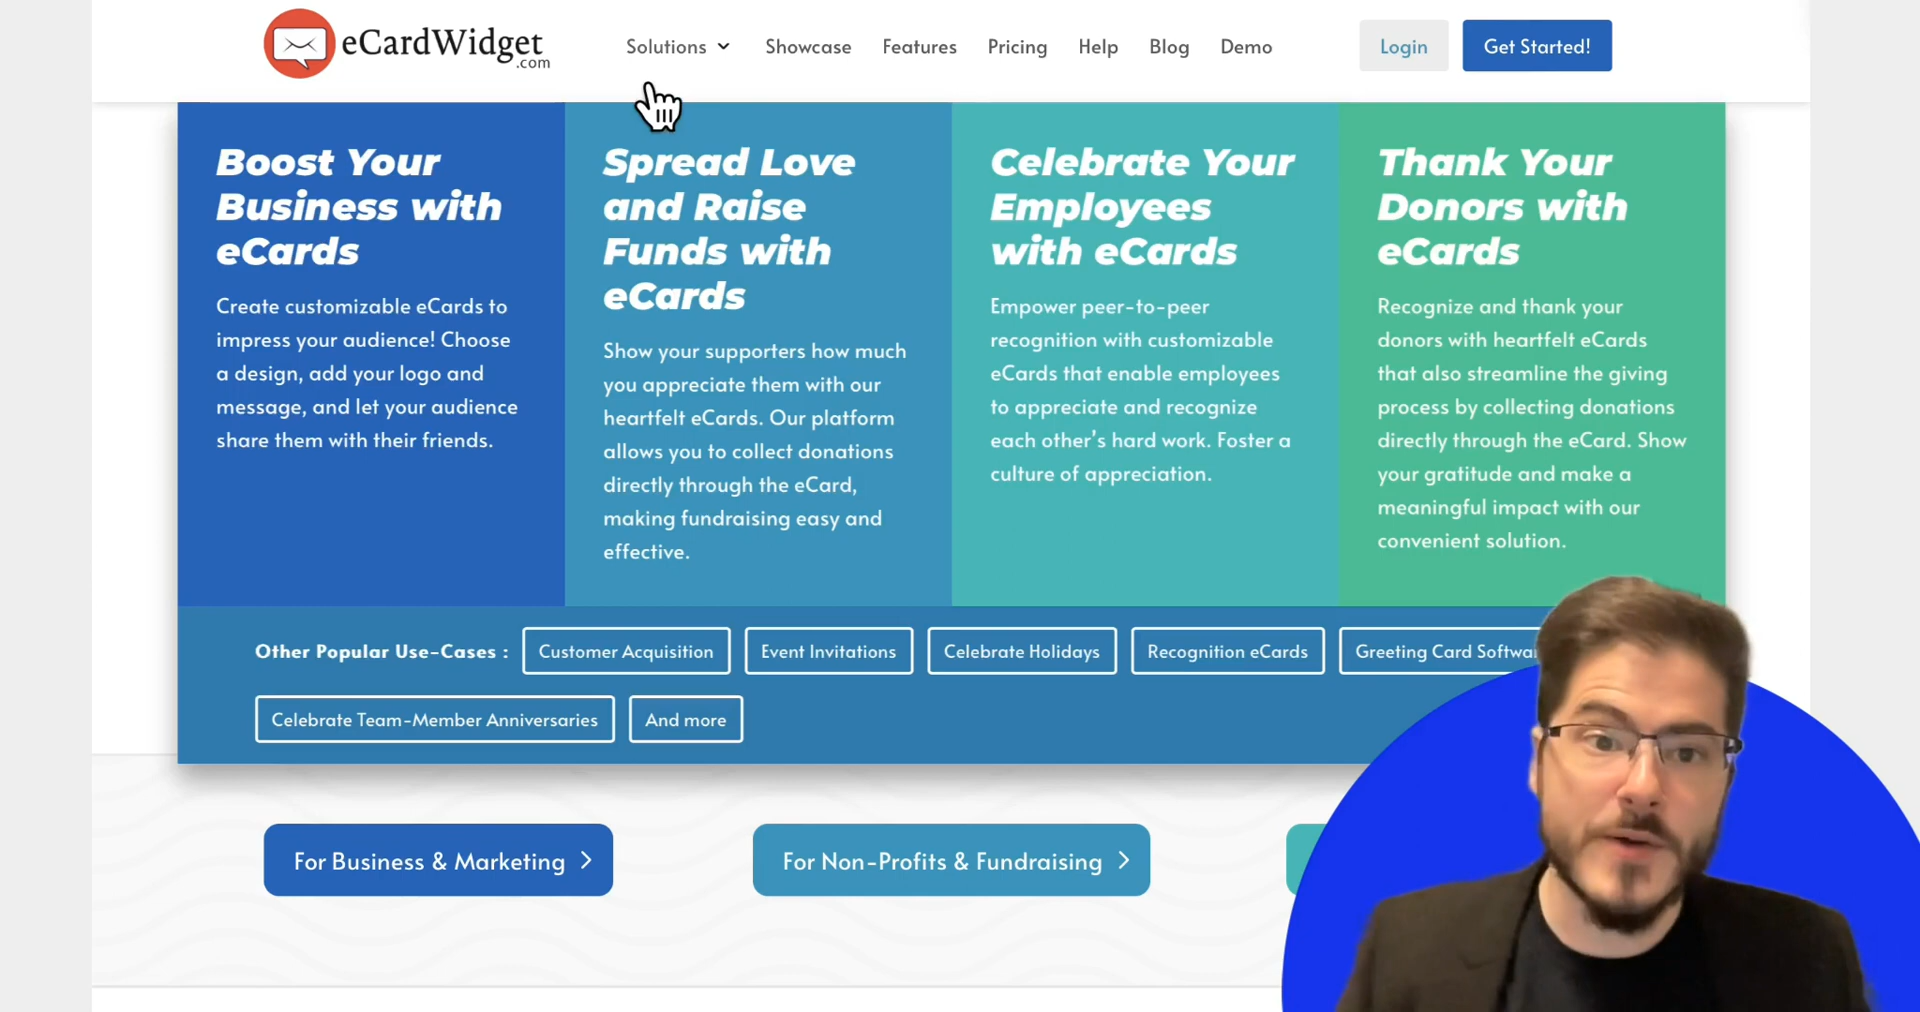 eCardWidget
.com
Solutions
Showcase
Features
Pricing
Help
Blog
Demo
Login
Get Started!
Boost Your
Business with
eCards
Create customizable eCards to
impress your audience! Choose
a design, add your logo and
message, and let your audience
share them with their friends.
Spread Love
and Raise
Funds with
eCards
Show your supporters how much
you appreciate them with our
heartfelt eCards. Our platform
allows you to collect donations
directly through the eCard,
making fundraising easy and
effective.
Celebrate Your
Employees
with eCards
Empower peer-to-peer
recognition with customizable
eCards that enable employees
to appreciate and recognize
each other's hard work. Foster a
culture of appreciation.
Thank Your
Donors with
eCards
Recognize and thank your
donors with heartfelt eCards
that also streamline the giving
process by collecting donations
directly through the eCard. Show
your gratitude and make a
meaningful impact with our
convenient solution.
Other Popular Use-Cases :
Customer Acquisition
Event Invitations
Celebrate Holidays
Recognition eCards
Greeting Card
Celebrate Team-Member Anniversaries
And more
For Business & Marketing
For Non-Profits & Fundraising